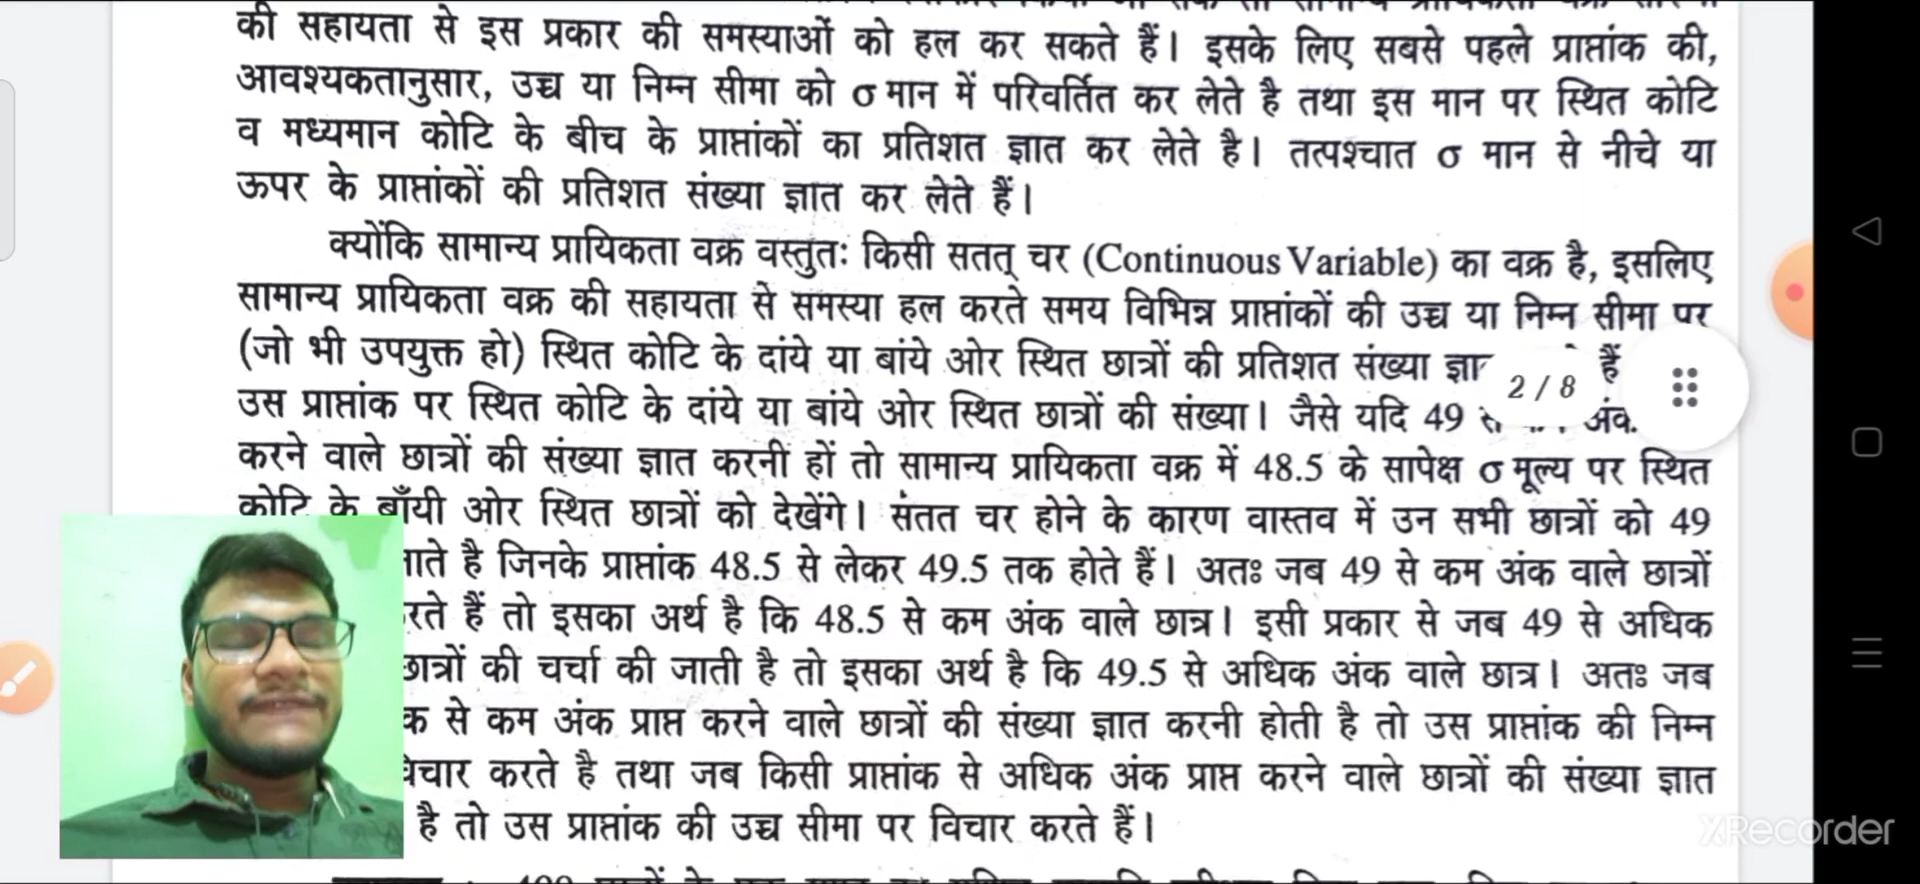 की सहायता से इस प्रकार की समस्याओं को हल कर सकते हैं। इसके लिए सबसे पहले प्राप्तांक की,
आवश्यकतानुसार, उच्च या निम्न सीमा को σ मान में परिवर्तित कर लेते है तथा इस मान पर स्थित कोटि
व मध्यमान कोटि के बीच के प्राप्तांकों का प्रतिशत ज्ञात कर लेते है। तत्पश्चात σ मान से नीचे या
ऊपर के प्राप्तांकों की प्रतिशत संख्या ज्ञात कर लेते हैं।
क्योंकि सामान्य प्रायिकता वक्र वस्तुतः किसी सतत् चर (Continuous Variable) का वक्र है, इसलिए
सामान्य प्रायिकता वक्र की सहायता से समस्या हल करते समय विभिन्न प्राप्तांकों की उच्च या निम्न सीमा पर
(जो भी उपयुक्त हो) स्थित कोटि के दांये या बांये ओर स्थित छात्रों की प्रतिशत संख्या हैं
2 / 8
उस प्राप्तांक पर स्थित कोटि के दांये या बांये ओर स्थित छात्रों की संख्या। जैसे यदि 49
करने वाले छात्रों की संख्या ज्ञात करनी हों तो सामान्य प्रायिकता वक्र में 48.5 के सापेक्ष σ मूल्य पर स्थित
कोटि के बाँयी ओर स्थित छात्रों को देखेंगे। संतत चर होने के कारण वास्तव में उन सभी छात्रों को 49
है जिनके प्राप्तांक 48.5 से लेकर 49.5 तक होते हैं। अतः जब 49 से कम अंक वाले छात्रों
हैं तो इसका अर्थ है कि 48.5 से कम अंक वाले छात्र। इसी प्रकार से जब 49 से अधिक
छात्रों की चर्चा की जाती है तो इसका अर्थ है कि 49.5 से अधिक अंक वाले छात्र। अतः जब
से कम अंक प्राप्त करने वाले छात्रों की संख्या ज्ञात करनी होती है तो उस प्राप्तांक की निम्न
करते है तथा जब किसी प्राप्तांक से अधिक अंक प्राप्त करने वाले छात्रों की संख्या ज्ञात
है तो उस प्राप्तांक की उच्च सीमा पर विचार करते हैं।
XRecorder